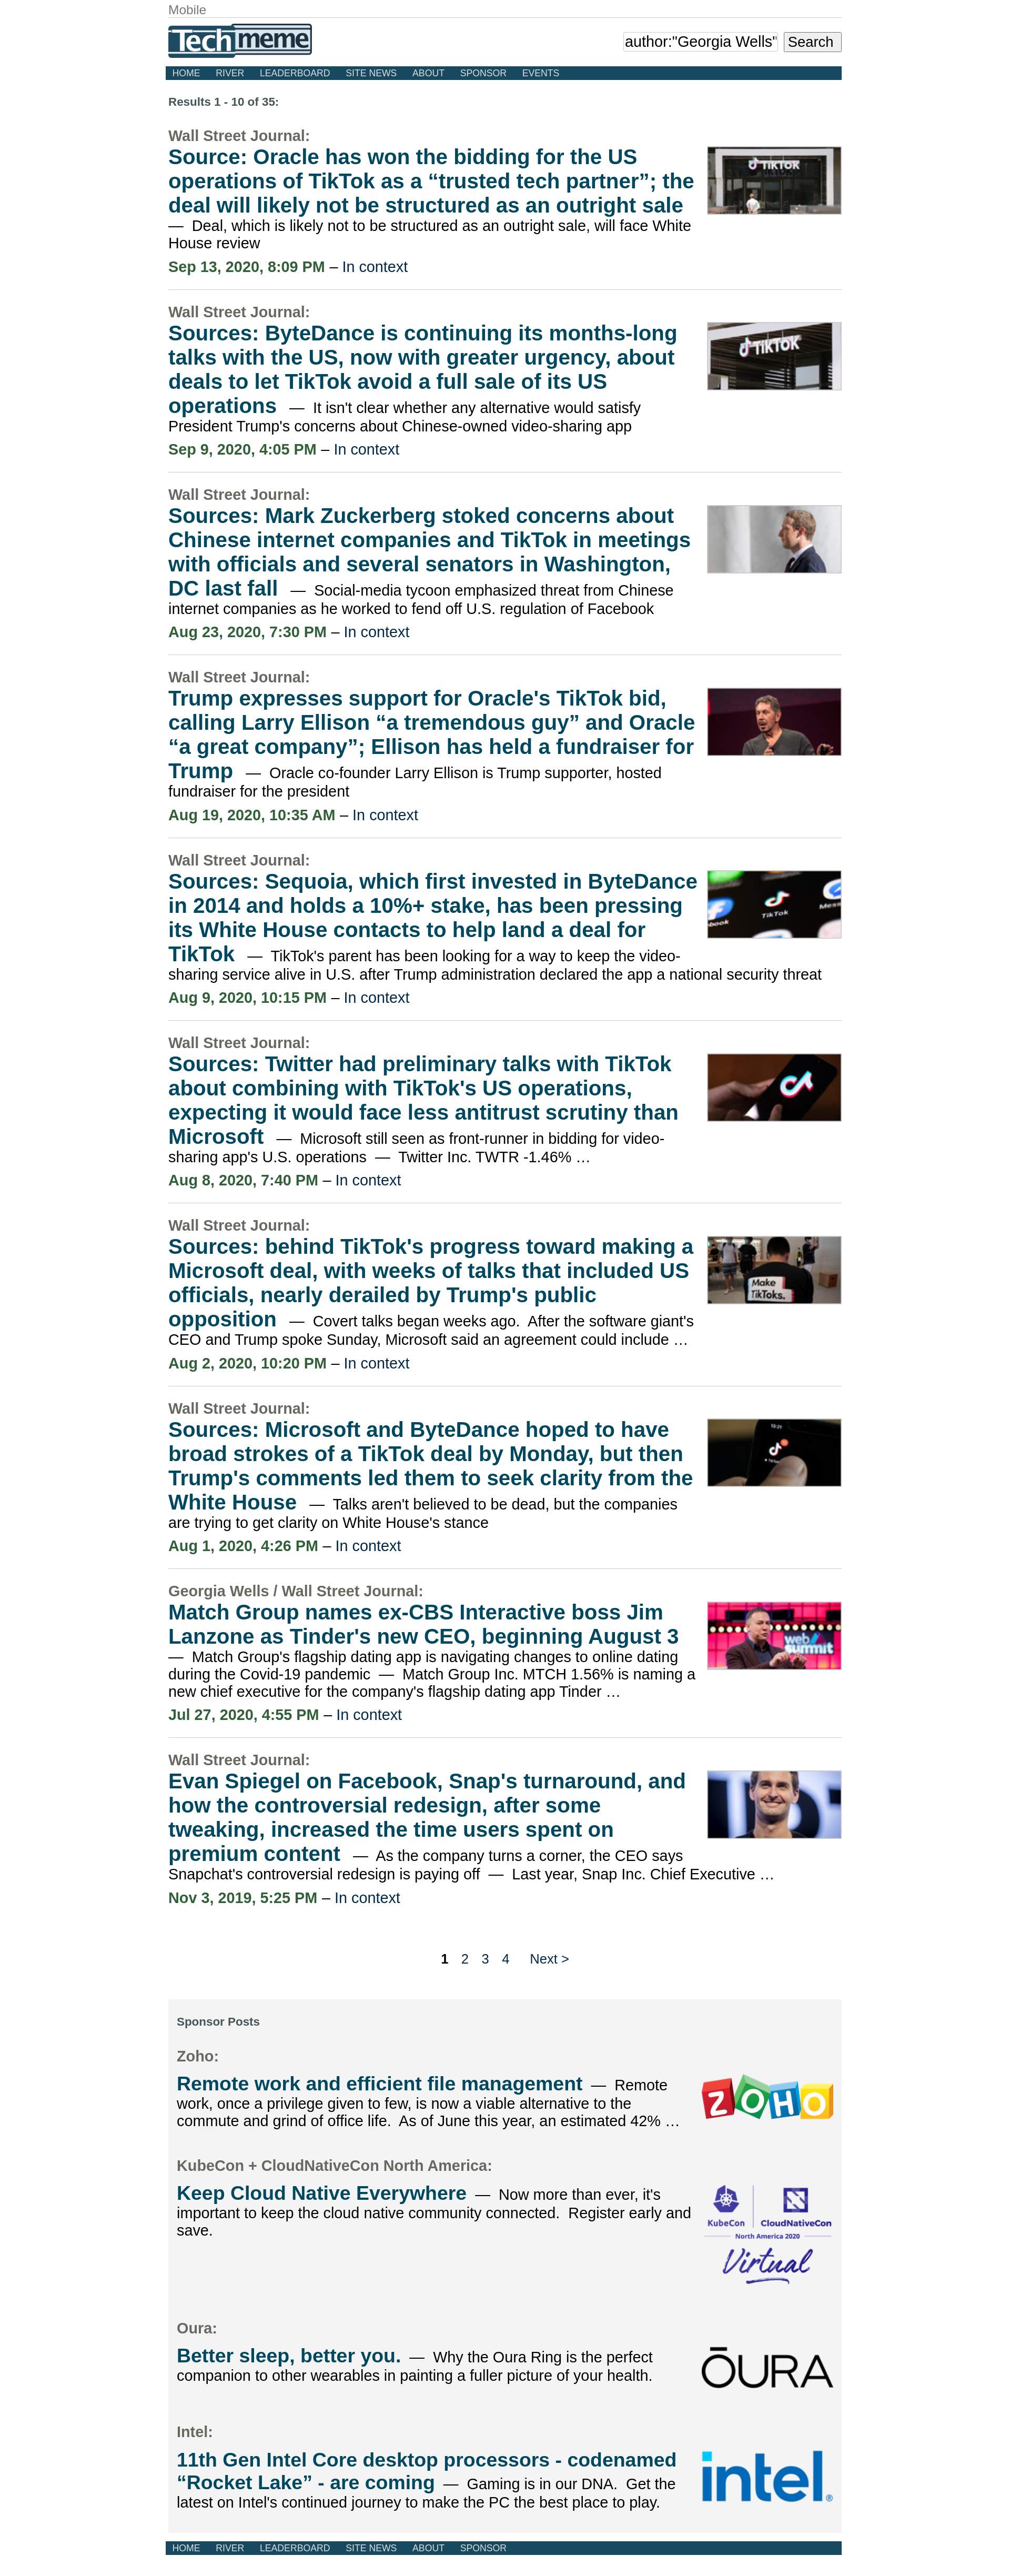 Mobile
Techmeme
author:"Georgia Wells" Search
HOME RIVER LEADERBOARD SITE NEWS ABOUT SPONSOR EVENTS
Results 1 - 10 of 35:
Wall Street Journal:
Source: Oracle has won the bidding for the US
operations of TikTok as a “trusted tech partner”; the
deal will likely not be structured as an outright sale
— Deal, which is likely not to be structured as an outright sale, will face White
House review
Sep 13, 2020, 8:09 PM – In context
TIKTOK
Wall Street Journal:
Sources: ByteDance is continuing its months-long
talks with the US, now with greater urgency, about
deals to let TikTok avoid a full sale of its US
operations — It isn't clear whether any alternative would satisfy
President Trump's concerns about Chinese-owned video-sharing app
Sep 9, 2020, 4:05 PM – In context
TIKTOK
Wall Street Journal:
Sources: Mark Zuckerberg stoked concerns about
Chinese internet companies and TikTok in meetings
with officials and several senators in Washington,
DC last fall — Social-media tycoon emphasized threat from Chinese
internet companies as he worked to fend off U.S. regulation of Facebook
Aug 23, 2020, 7:30 PM – In context
Wall Street Journal:
Trump expresses support for Oracle's TikTok bid,
calling Larry Ellison “a tremendous guy” and Oracle
“a great company”; Ellison has held a fundraiser for
Trump — Oracle co-founder Larry Ellison is Trump supporter, hosted
fundraiser for the president
Aug 19, 2020, 10:35 AM – In context
Wall Street Journal:
Sources: Sequoia, which first invested in ByteDance
in 2014 and holds a 10%+ stake, has been pressing
its White House contacts to help land a deal for
TikTok — TikTok's parent has been looking for a way to keep the video-
sharing service alive in U.S. after Trump administration declared the app a national security threat
Aug 9, 2020, 10:15 PM – In context
TikTok
Wall Street Journal:
Sources: Twitter had preliminary talks with TikTok
about combining with TikTok's US operations,
expecting it would face less antitrust scrutiny than
Microsoft — Microsoft still seen as front-runner in bidding for video-
sharing app's U.S. operations — Twitter Inc. TWTR -1.46% …
Aug 8, 2020, 7:40 PM – In context
Wall Street Journal:
Sources: behind TikTok's progress toward making a
Microsoft deal, with weeks of talks that included US
officials, nearly derailed by Trump's public
opposition — Covert talks began weeks ago. After the software giant's
CEO and Trump spoke Sunday, Microsoft said an agreement could include …
Aug 2, 2020, 10:20 PM – In context
Make
TikToks.
Wall Street Journal:
Sources: Microsoft and ByteDance hoped to have
broad strokes of a TikTok deal by Monday, but then
Trump's comments led them to seek clarity from the
White House — Talks aren't believed to be dead, but the companies
are trying to get clarity on White House's stance
Aug 1, 2020, 4:26 PM – In context
Georgia Wells / Wall Street Journal:
Match Group names ex-CBS Interactive boss Jim
Lanzone as Tinder's new CEO, beginning August 3
— Match Group's flagship dating app is navigating changes to online dating
during the Covid-19 pandemic — Match Group Inc. MTCH 1.56% is naming a
new chief executive for the company's flagship dating app Tinder …
Jul 27, 2020, 4:55 PM – In context
web
summit
Wall Street Journal:
Evan Spiegel on Facebook, Snap's turnaround, and
how the controversial redesign, after some
tweaking, increased the time users spent on
premium content — As the company turns a corner, the CEO says
Snapchat's controversial redesign is paying off — Last year, Snap Inc. Chief Executive …
Nov 3, 2019, 5:25 PM – In context
1 2 3 4 Next >
Sponsor Posts
Zoho:
Remote work and efficient file management — Remote
work, once a privilege given to few, is now a viable alternative to the
commute and grind of office life. As of June this year, an estimated 42% …
ZOHO
KubeCon + CloudNativeCon North America:
Keep Cloud Native Everywhere — Now more than ever, it's
important to keep the cloud native community connected. Register early and
save.
KubeCon CloudNativeCon
North America 2020
Virtual
Oura:
Better sleep, better you. — Why the Oura Ring is the perfect
companion to other wearables in painting a fuller picture of your health.
ŌURA
Intel:
11th Gen Intel Core desktop processors - codenamed
“Rocket Lake” - are coming — Gaming is in our DNA. Get the
latest on Intel's continued journey to make the PC the best place to play.
intel®
HOME RIVER LEADERBOARD SITE NEWS ABOUT SPONSOR